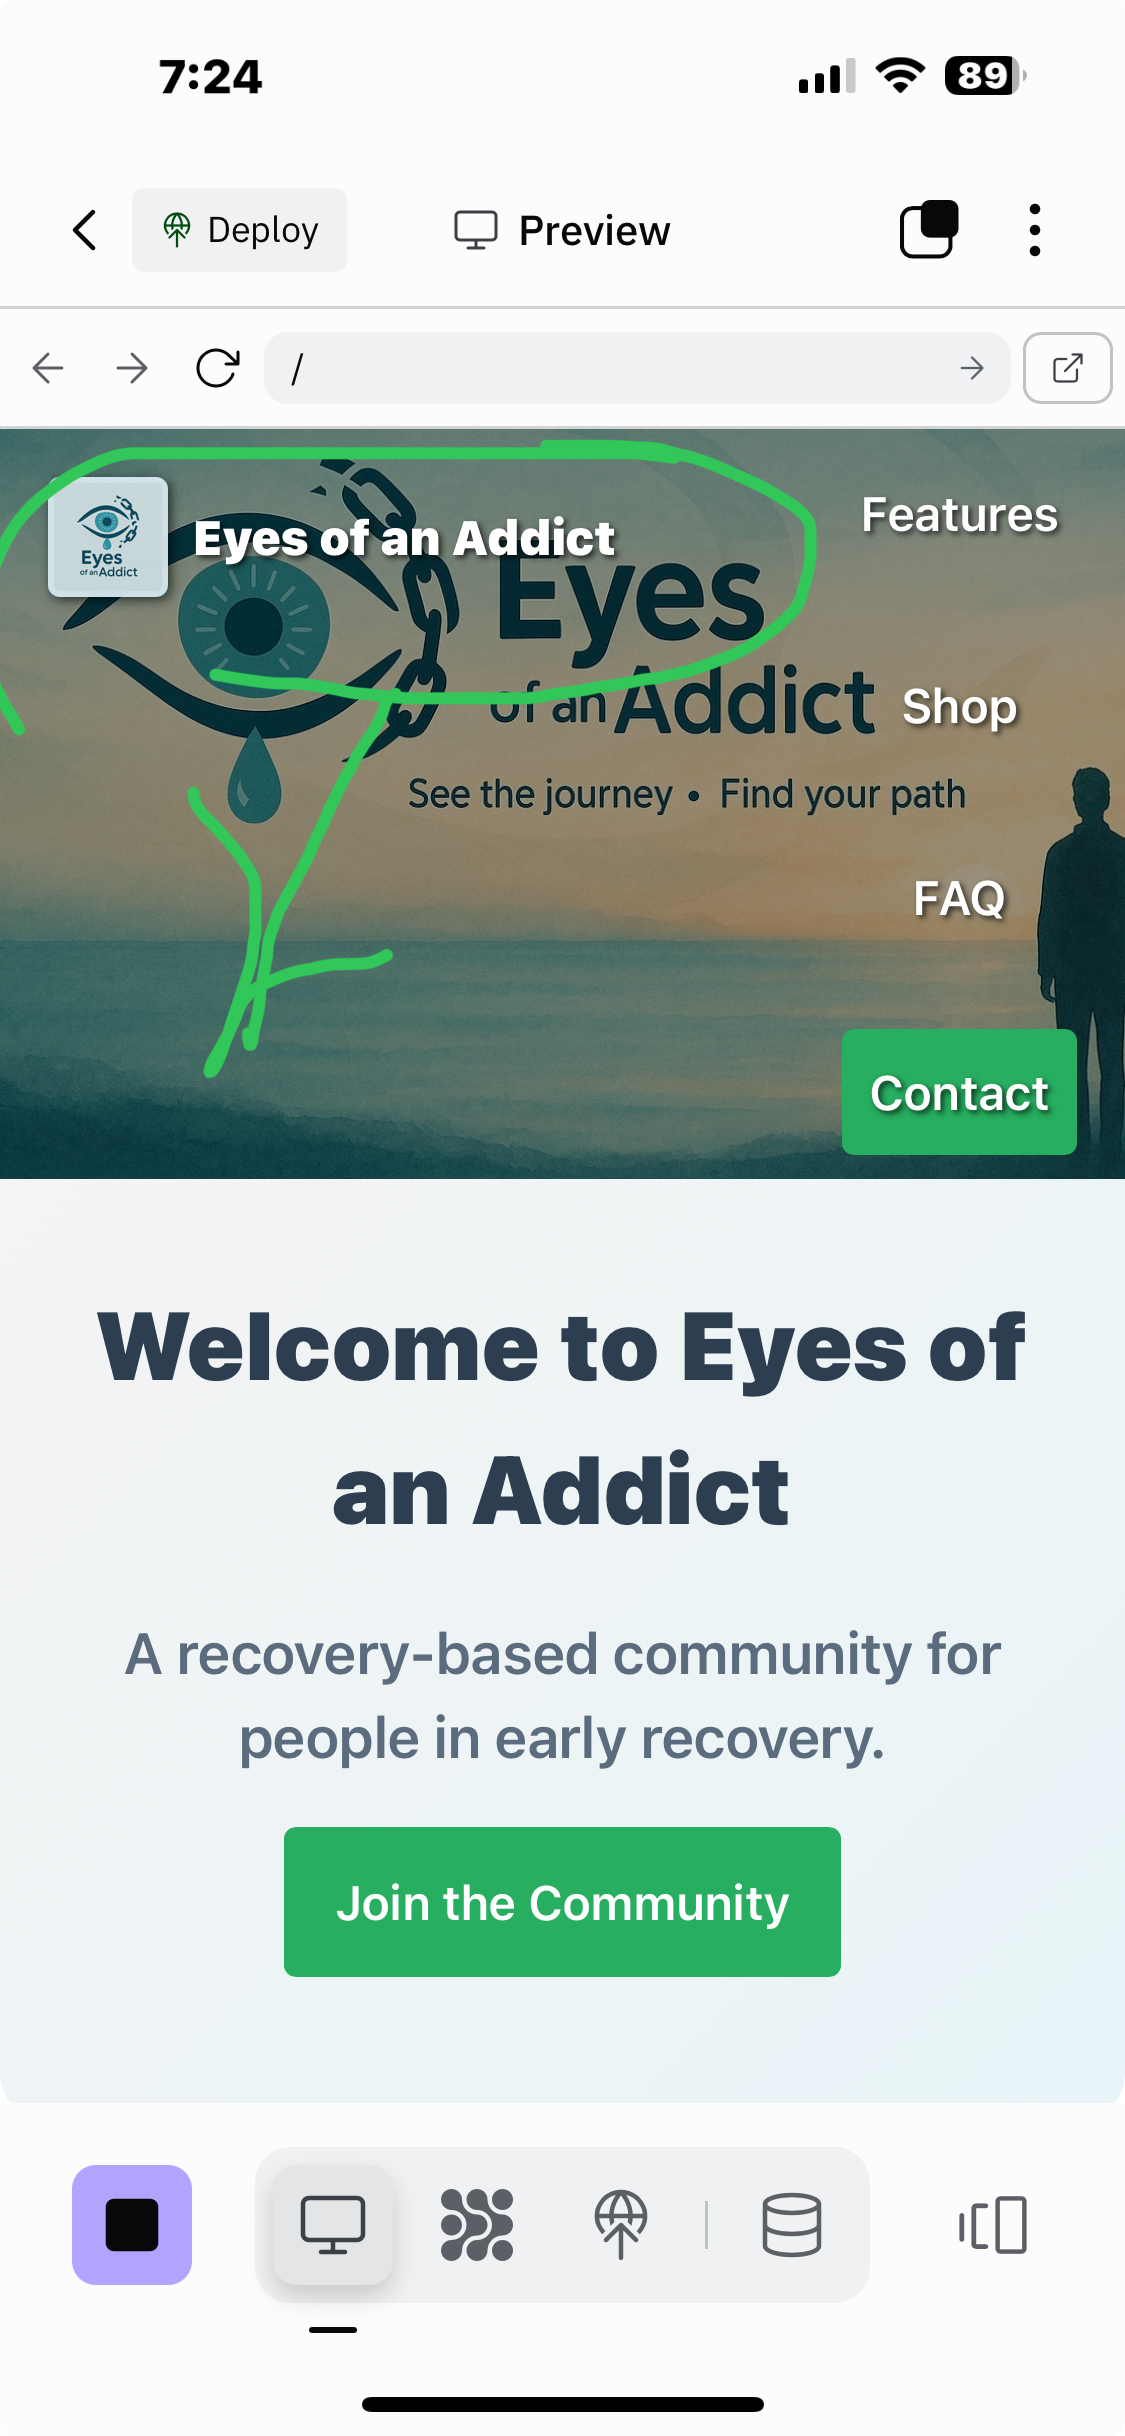 7:24
89
Deploy
Preview
/
Eyes
of an Addict
Eyes of an Addict
Features
Eyes
of an Addict
Shop
See the journey • Find your path
FAQ
Contact
Welcome to Eyes of
an Addict
A recovery-based community for
people in early recovery.
Join the Community